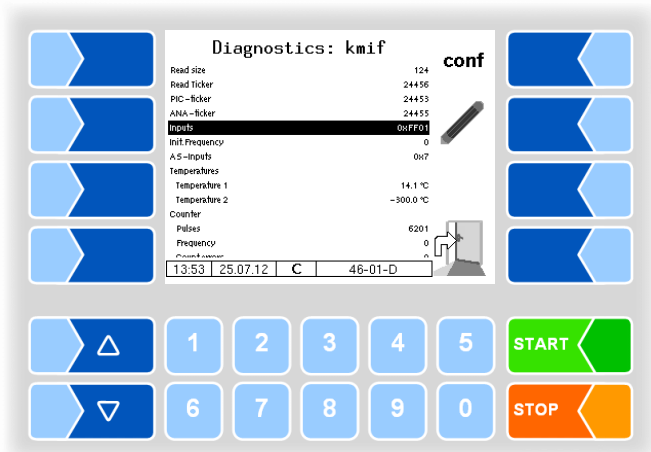 Diagnostics: kmif
conf
Read size 124
Read Ticker 24456
PIC-ticker 24453
ANA-ticker 24455
Inputs 0xFF01
Init.Frequency 0
AS-Inputs 0x7
Temperatures
Temperature 1 14.1 °C
Temperature 2 -300.0 °C
Counter
Pulses 6201
Frequency 0
13:53 25.07.12 C 46-01-D
1 2 3 4 5 START
6 7 8 9 0 STOP